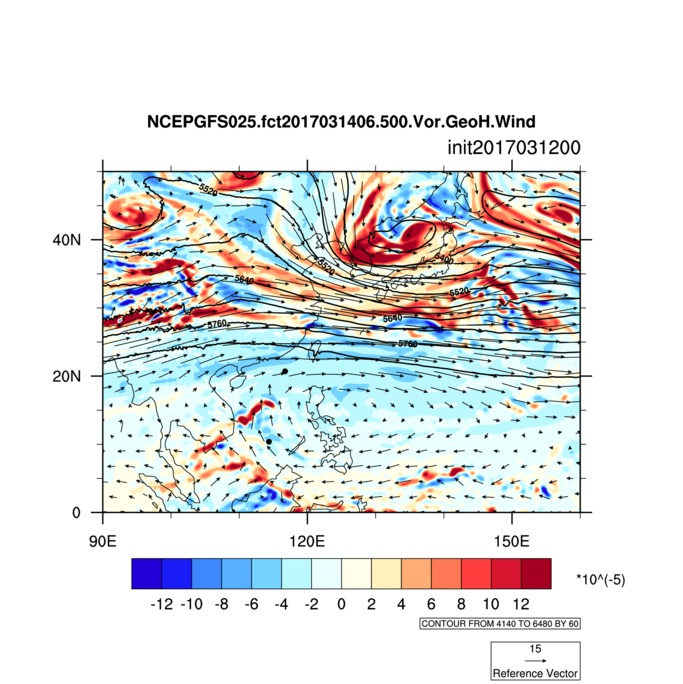 NCEPGFS025.fct2017031406.500.Vor.GeoH.Wind
init2017031200
5520
40N
5400
5520
5640
5520
5640
5760
5760
20N
0
90E 120E 150E
-12 -10 -8 -6 -4 -2 0 2 4 6 8 10 12
*10^(-5)
CONTOUR FROM 4140 TO 6480 BY 60
15
Reference Vector